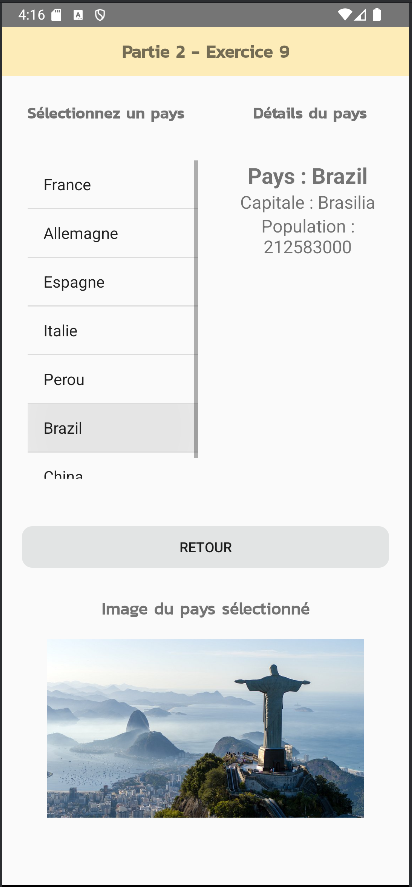 4:16
Partie 2 - Exercice 9
Sélectionnez un pays
Détails du pays
France
Allemagne
Espagne
Italie
Perou
Brazil
China
Pays : Brazil
Capitale : Brasilia
Population :
212583000
RETOUR
Image du pays sélectionné